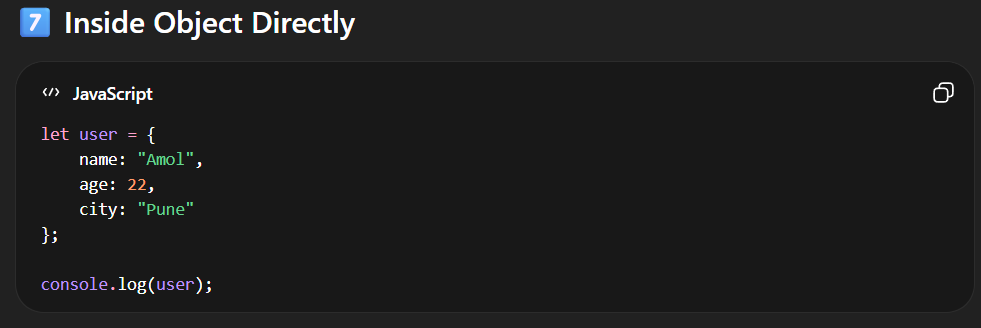 7 Inside Object Directly
</> JavaScript
let user = {
    name: "Amol",
    age: 22,
    city: "Pune"
};
console.log(user);